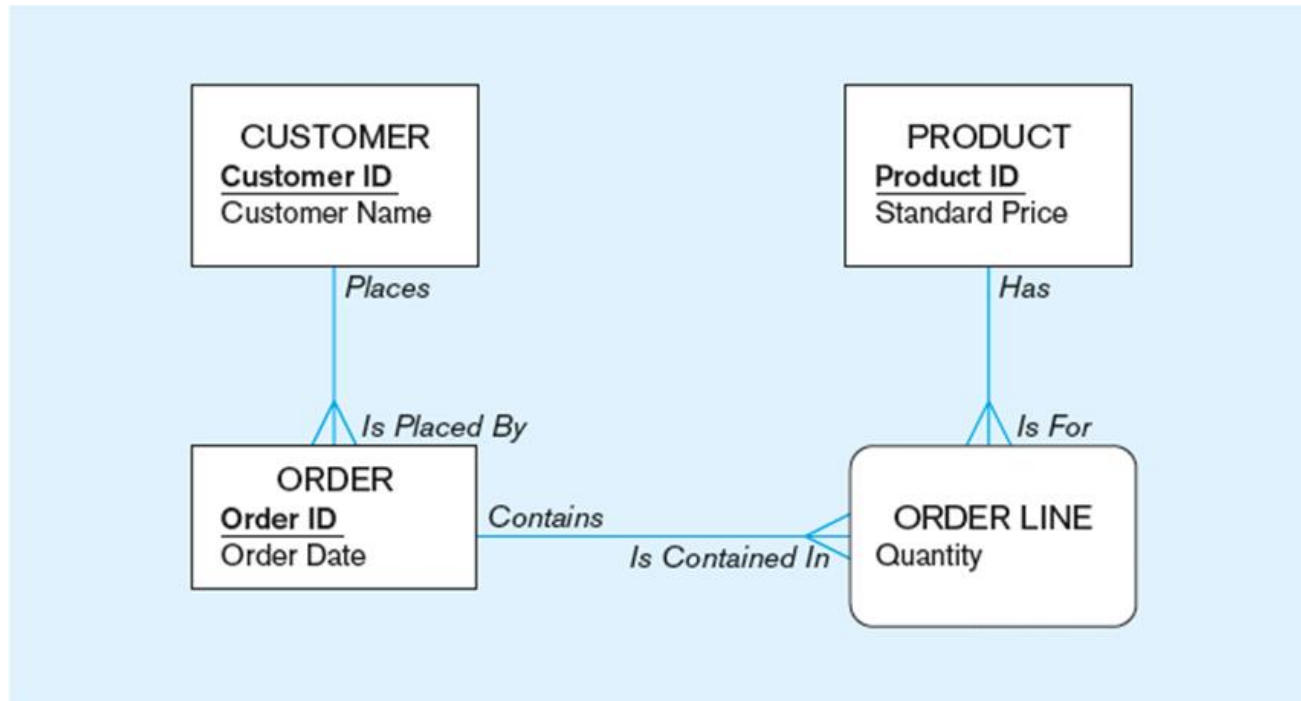 CUSTOMER
Customer ID
Customer Name
PRODUCT
Product ID
Standard Price
Places
Has
Is Placed By
Is For
ORDER
Order ID
Order Date
Contains
Is Contained In
ORDER LINE
Quantity